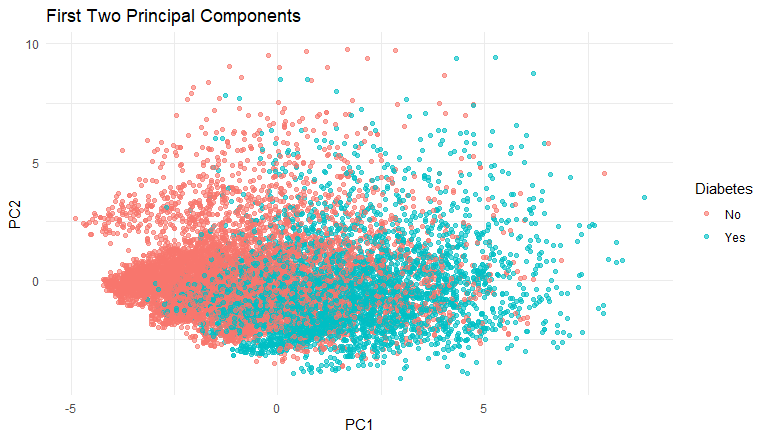 First Two Principal Components
10
5
0
PC2
-5
0
5
PC1
Diabetes
No
Yes